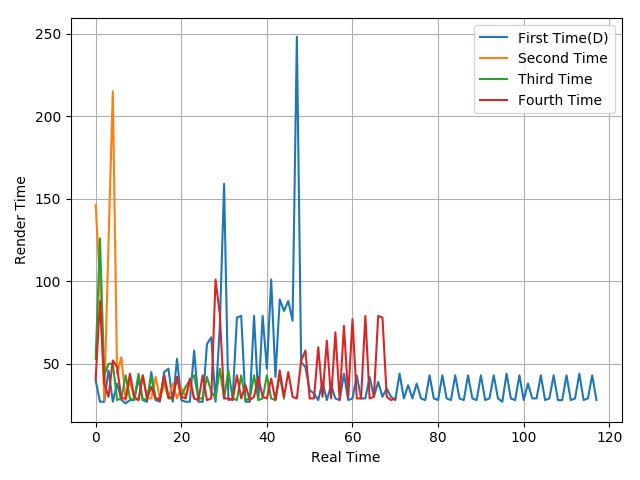 250
200
150
100
50
0
20
40
60
80
100
120
Render Time
Real Time
First Time(D)
Second Time
Third Time
Fourth Time